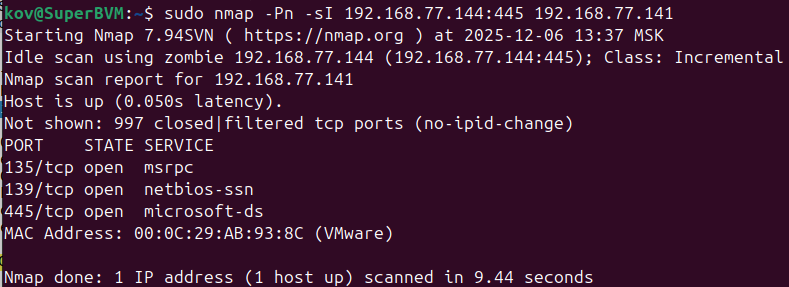 kov@SuperBVM:~$ sudo nmap -Pn -sI 192.168.77.144:445 192.168.77.141
Starting Nmap 7.94SVN ( https://nmap.org ) at 2025-12-06 13:37 MSK
Idle scan using zombie 192.168.77.144 (192.168.77.144:445); Class: Incremental
Nmap scan report for 192.168.77.141
Host is up (0.050s latency).
Not shown: 997 closed|filtered tcp ports (no-ipid-change)
PORT    STATE SERVICE
135/tcp open  msrpc
139/tcp open  netbios-ssn
445/tcp open  microsoft-ds
MAC Address: 00:0C:29:AB:93:8C (VMware)

Nmap done: 1 IP address (1 host up) scanned in 9.44 seconds